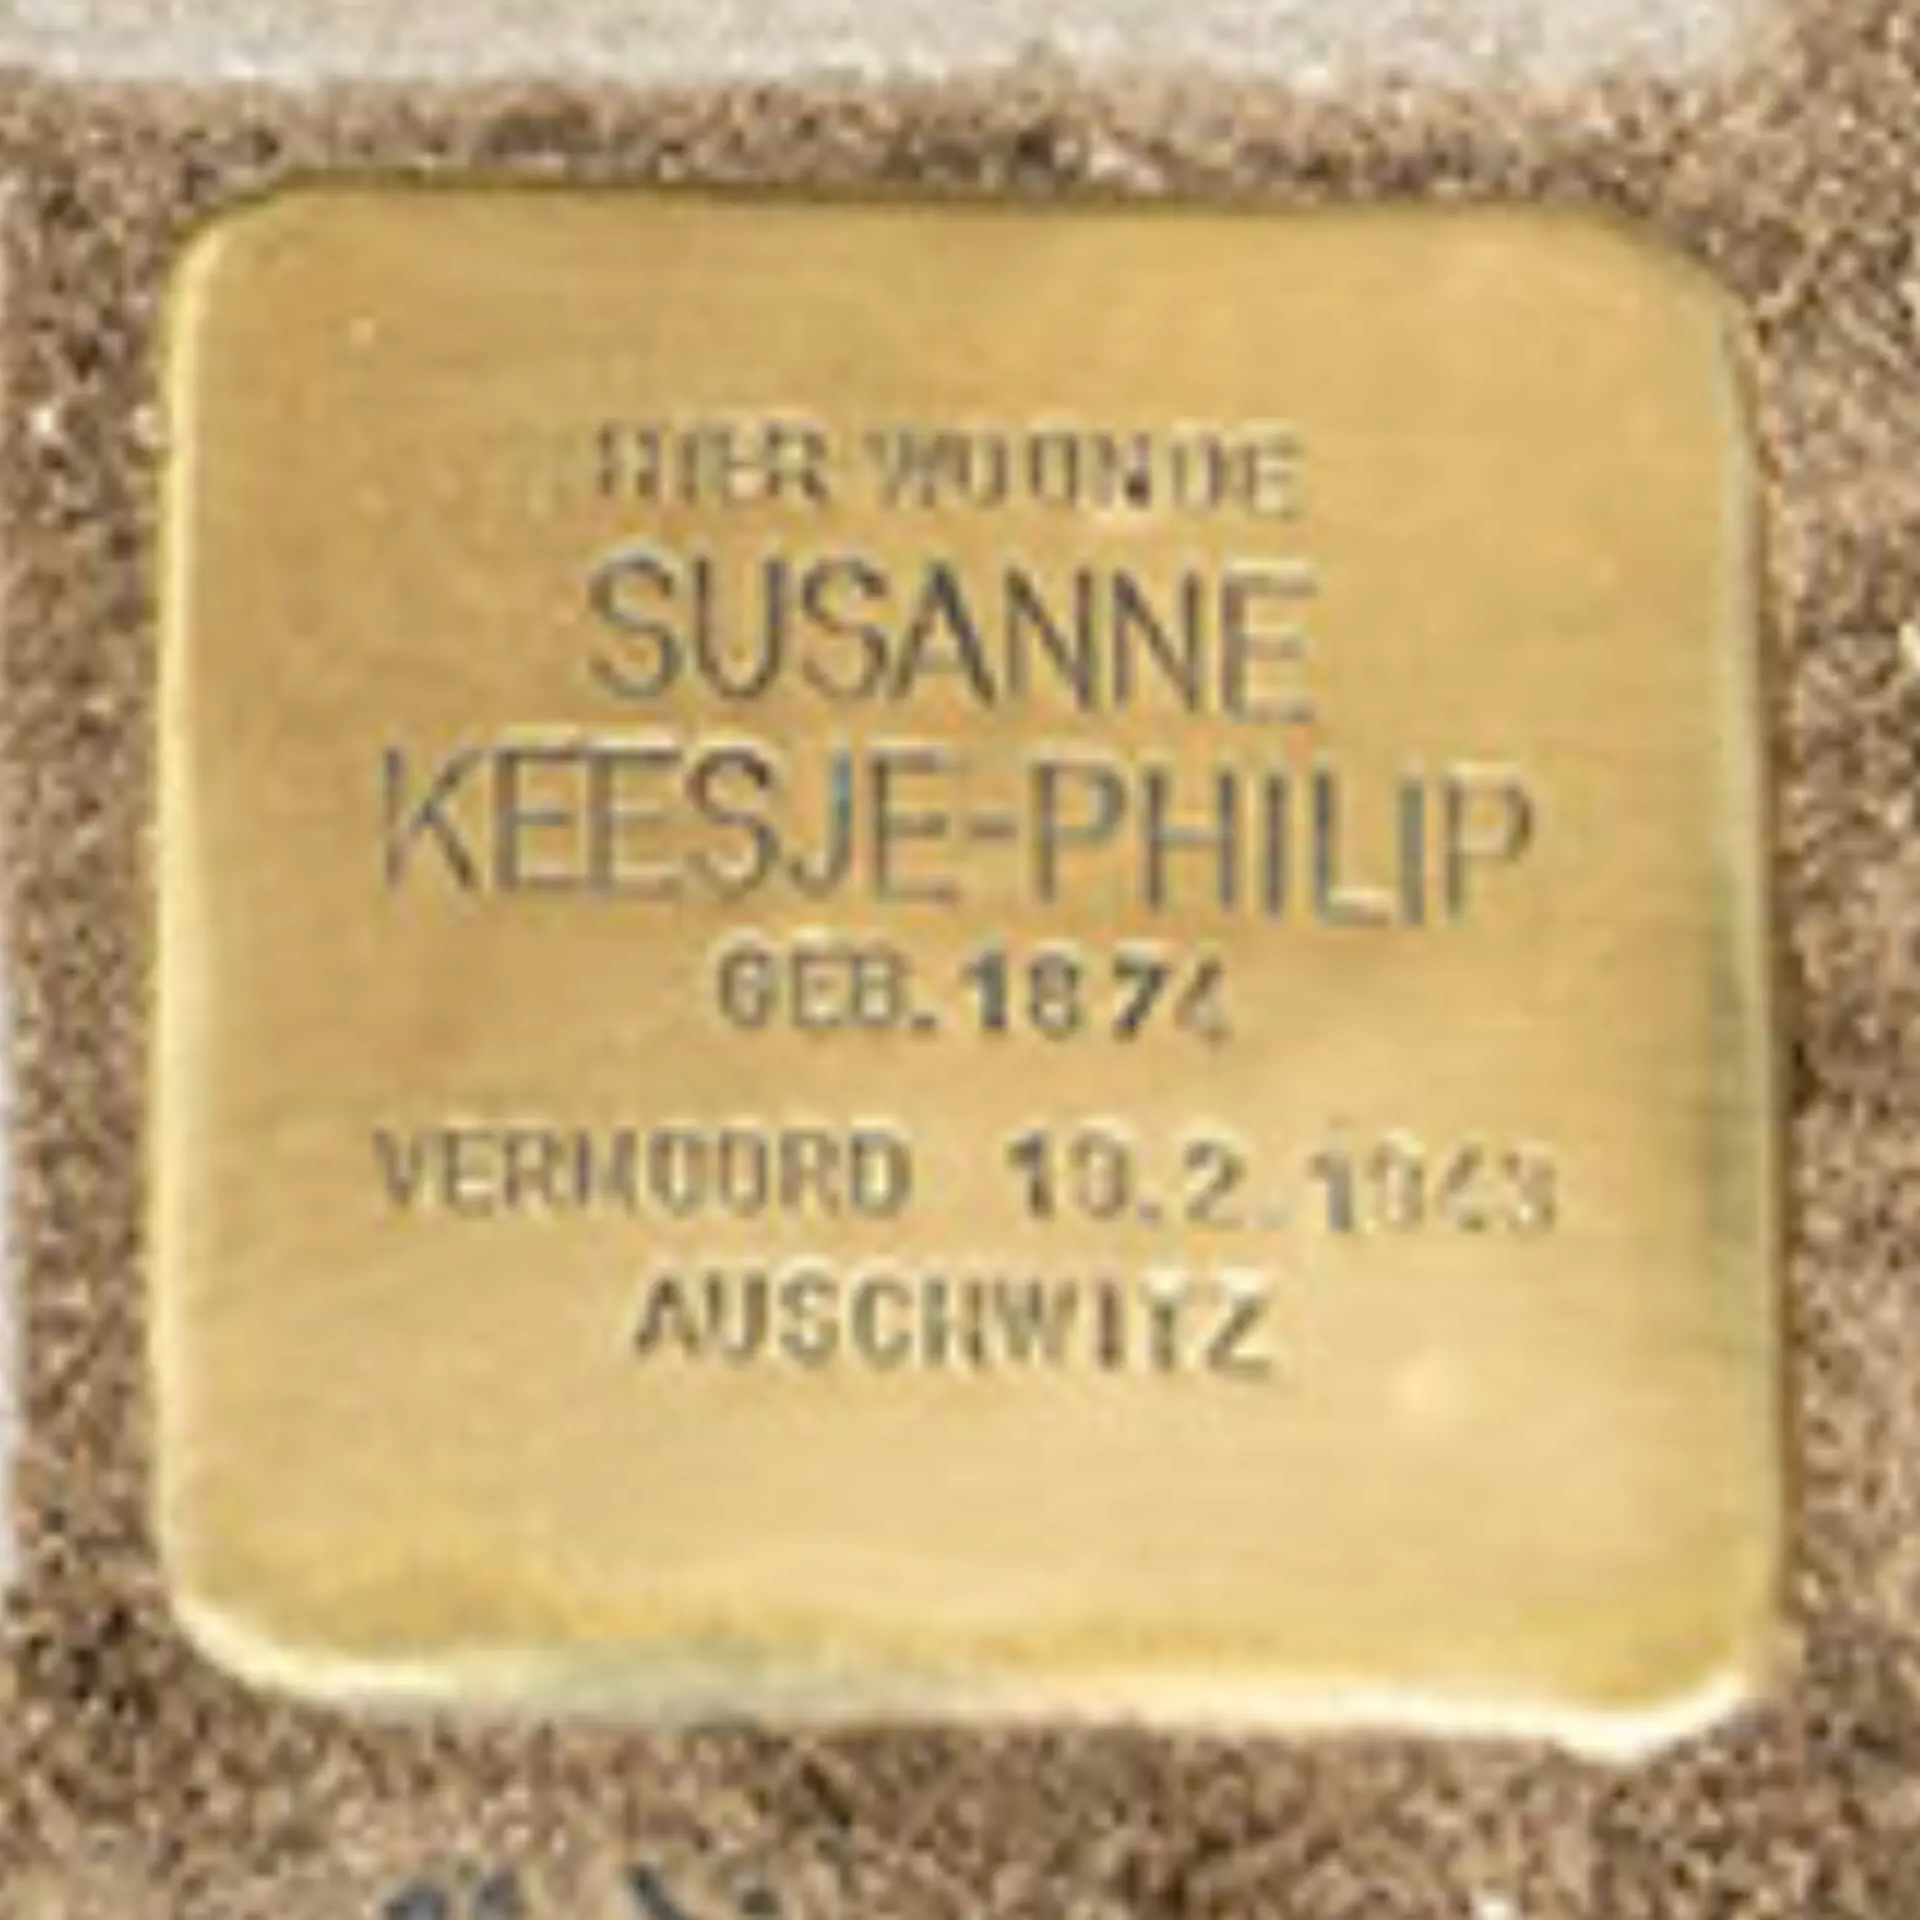 HIER WOONDE
SUSANNE
KEESJE-PHILIP
GEB. 1874
VERMOORD 19.2.1943
AUSCHWITZ